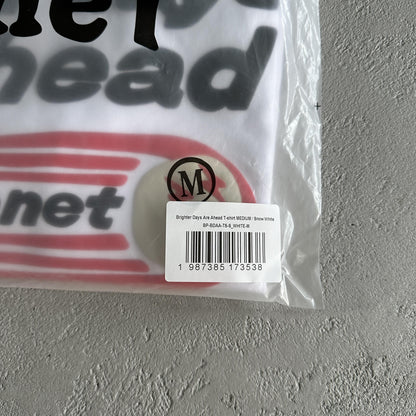 ahead
net
M
Brighter Days Are Ahead T-shirt MEDIUM / Snow White
BP-BDAA-TS-S_WHITE-M
1 987385 173538